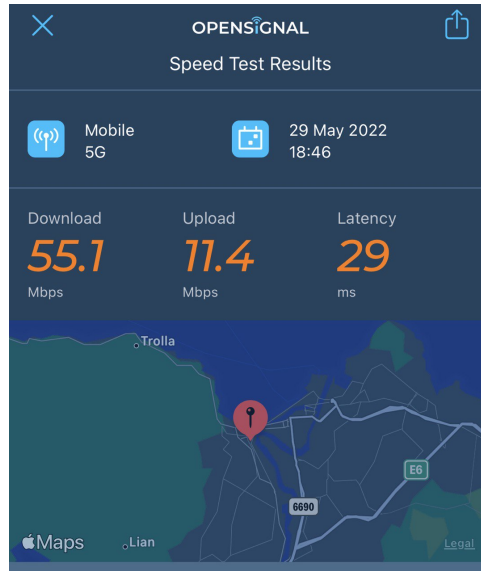 OPENSIGNAL
Speed Test Results
Mobile
5G
29 May 2022
18:46
Download
Upload
Latency
55.1
11.4
29
Mbps
Mbps
ms
Trolla
E6
6690
Maps
Lian
Legal